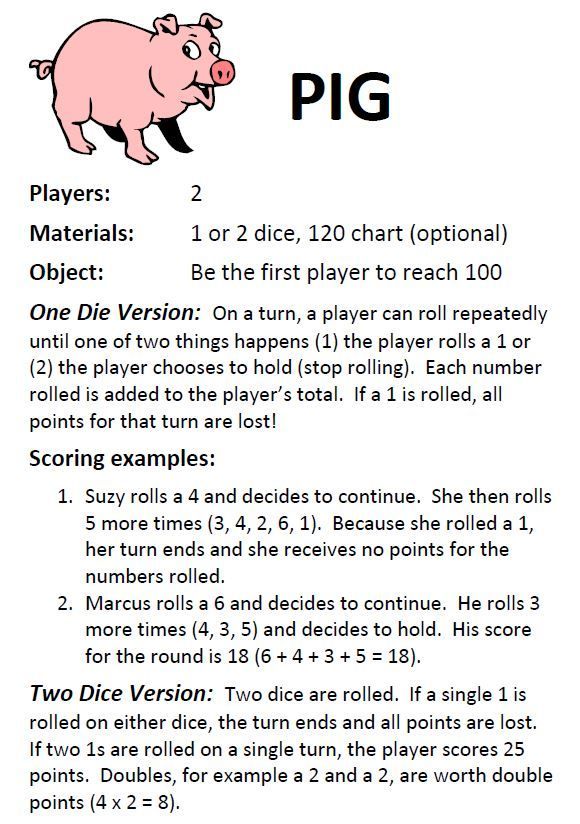 PIG
Players: 2
Materials: 1 or 2 dice, 120 chart (optional)
Object: Be the first player to reach 100
One Die Version: On a turn, a player can roll repeatedly
until one of two things happens (1) the player rolls a 1 or
(2) the player chooses to hold (stop rolling). Each number
rolled is added to the player's total. If a 1 is rolled, all
points for that turn are lost!
Scoring examples:
1. Suzy rolls a 4 and decides to continue. She then rolls
5 more times (3, 4, 2, 6, 1). Because she rolled a 1,
her turn ends and she receives no points for the
numbers rolled.
2. Marcus rolls a 6 and decides to continue. He rolls 3
more times (4, 3, 5) and decides to hold. His score
for the round is 18 (6 + 4 + 3 + 5 = 18).
Two Dice Version: Two dice are rolled. If a single 1 is
rolled on either dice, the turn ends and all points are lost.
If two 1s are rolled on a single turn, the player scores 25
points. Doubles, for example a 2 and a 2, are worth double
points (4 x 2 = 8).